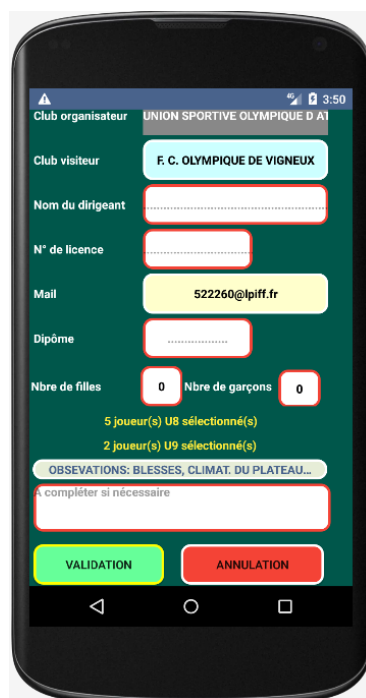 4G 3:50
Club organisateur UNION SPORTIVE OLYMPIQUE D AT
Club visiteur F. C. OLYMPIQUE DE VIGNEUX
Nom du dirigeant
N° de licence
Mail 522260@lpiff.fr
Dipôme
Nbre de filles 0 Nbre de garçons 0
5 joueur(s) U8 sélectionné(s)
2 joueur(s) U9 sélectionné(s)
OBSEVATIONS: BLESSES, CLIMAT. DU PLATEAU...
A compléter si nécessaire
VALIDATION ANNULATION